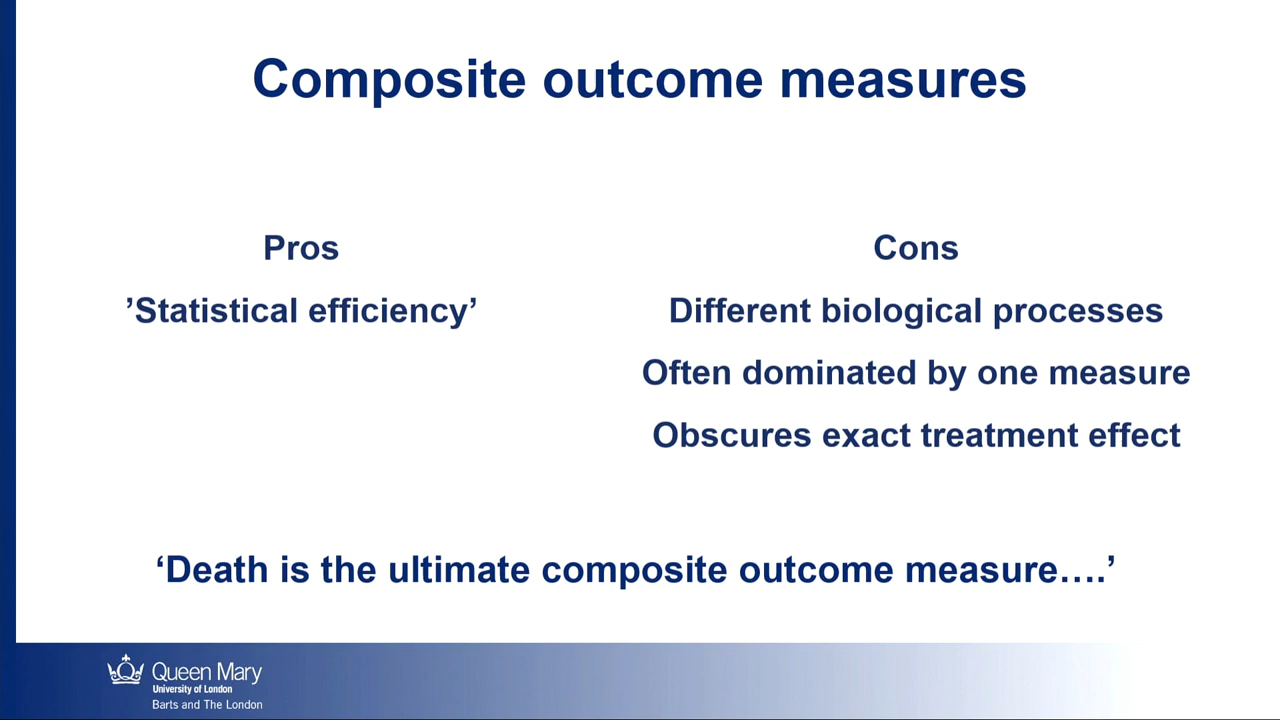 Composite outcome measures
Pros
’Statistical efficiency’
Cons
Different biological processes
Often dominated by one measure
Obscures exact treatment effect
‘Death is the ultimate composite outcome measure….’
Queen Mary
University of London
Barts and The London